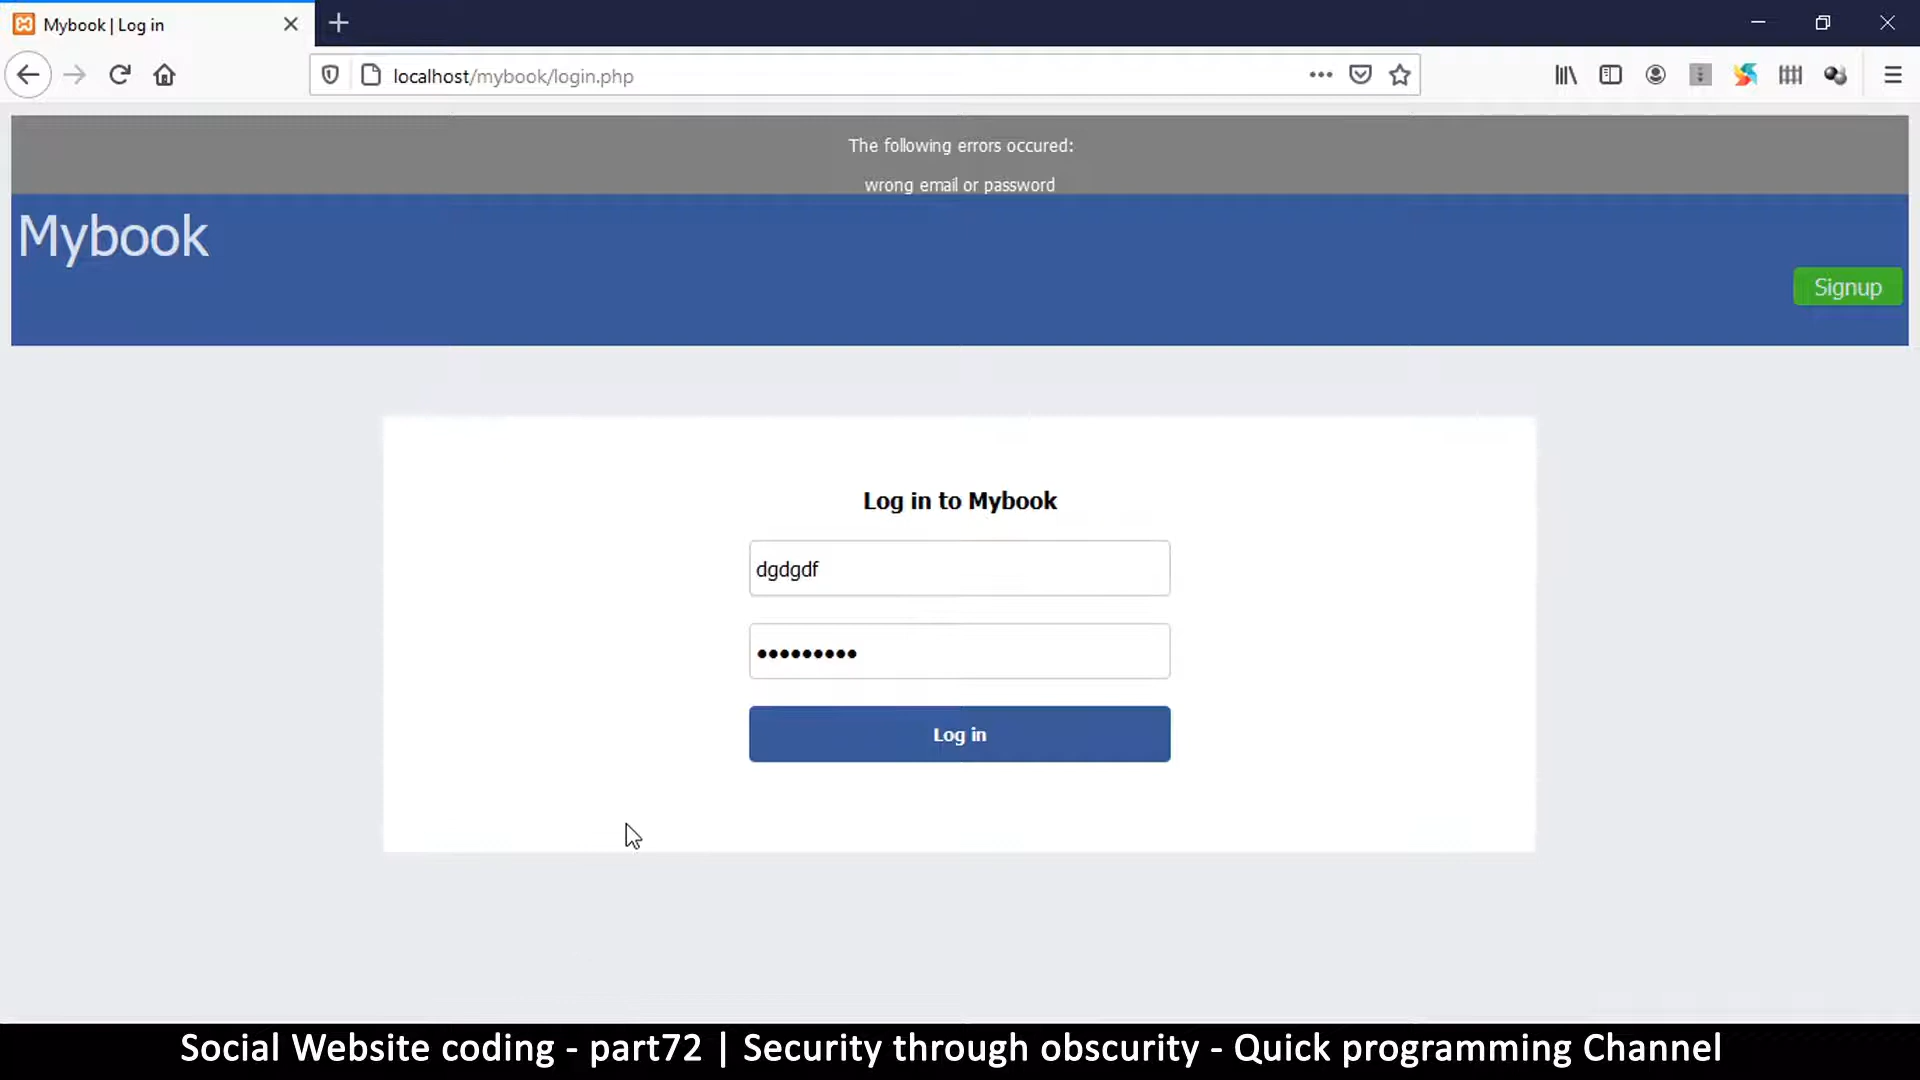 Mybook | Log in
localhost/mybook/login.php
The following errors occured:
wrong email or password
Mybook
Signup
Log in to Mybook
dgdgdf
•••••••••
Log in
Social Website coding - part72 | Security through obscurity - Quick programming Channel